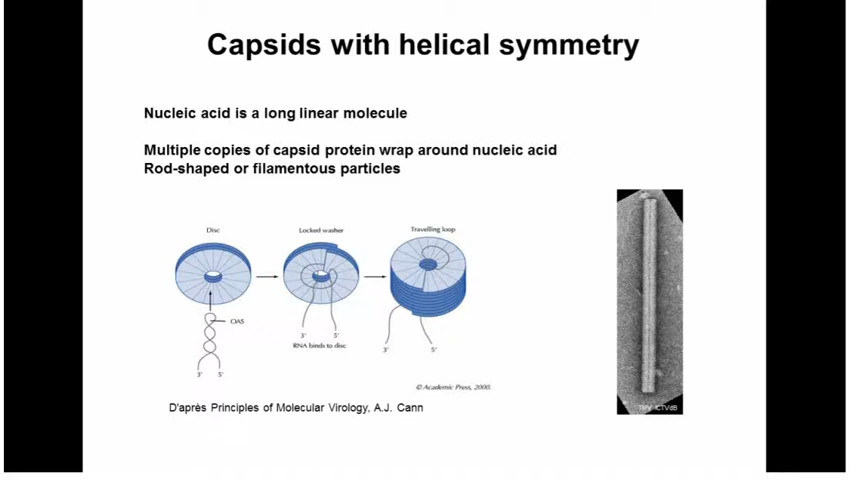 Capsids with helical symmetry
Nucleic acid is a long linear molecule
Multiple copies of capsid protein wrap around nucleic acid
Rod-shaped or filamentous particles
Disc
Locked washer
Travelling loop
OAS
3'
5'
3'
5'
RNA binds to disc
3'
5'
© Academic Press, 2000.
D'après Principles of Molecular Virology, A.J. Cann
TMV ICTVdB